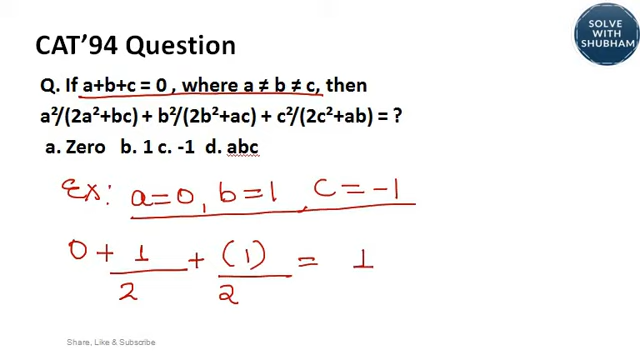 SOLVE
WITH
SHUBHAM
CAT’94 Question
Q. If a+b+c = 0 , where a ≠ b ≠ c, then
a²/(2a²+bc) + b²/(2b²+ac) + c²/(2c²+ab) = ?
a. Zero b. 1 c. -1 d. abc
Ex: a=0, b=1, c=-1
0 + 1/2 + (1)/2 = 1
Share, Like & Subscribe